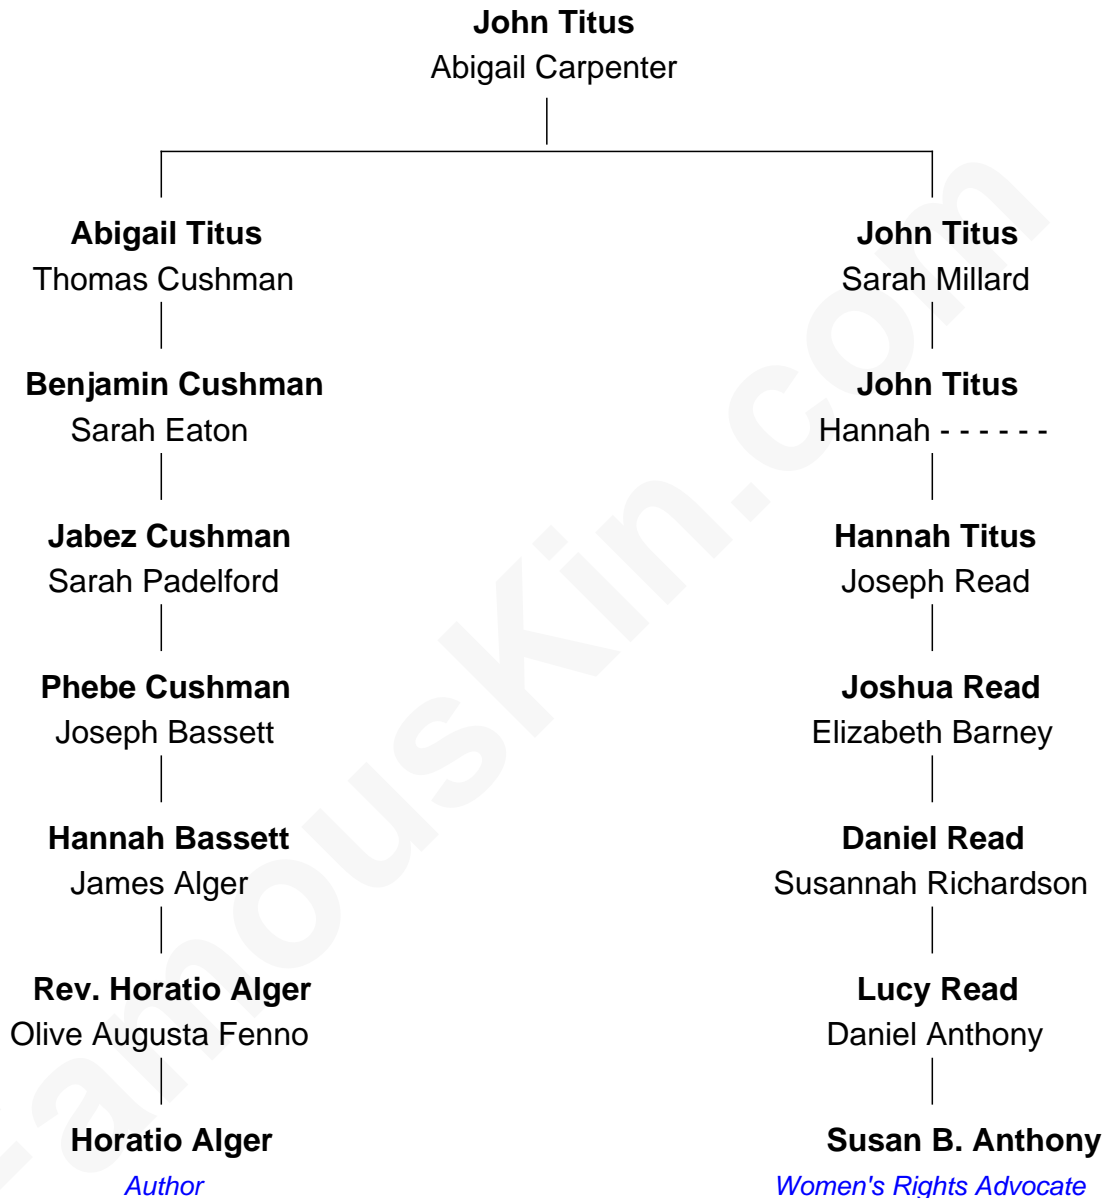 John Titus
Abigail Carpenter
Abigail Titus
Thomas Cushman
John Titus
Sarah Millard
Benjamin Cushman
Sarah Eaton
John Titus
Hannah - - - - - -
Jabez Cushman
Sarah Padelford
Hannah Titus
Joseph Read
Phebe Cushman
Joseph Bassett
Joshua Read
Elizabeth Barney
Hannah Bassett
James Alger
Daniel Read
Susannah Richardson
Rev. Horatio Alger
Olive Augusta Fenno
Lucy Read
Daniel Anthony
Horatio Alger
Author
Susan B. Anthony
Women's Rights Advocate
FamousKin.com